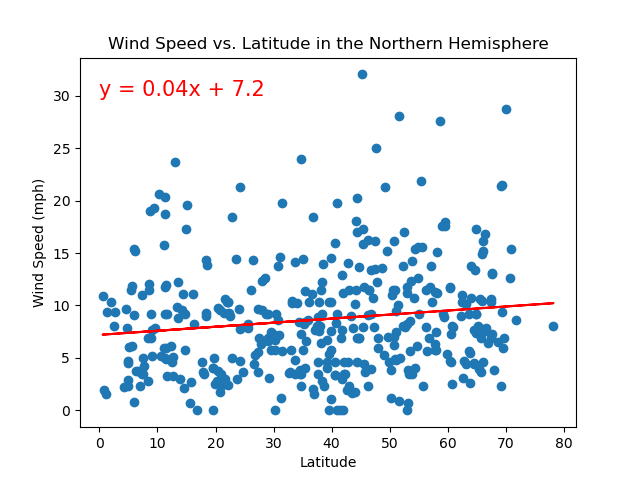 Wind Speed vs. Latitude in the Northern Hemisphere
y = 0.04x + 7.2
Wind Speed (mph)
30
25
20
15
10
5
0
0 10 20 30 40 50 60 70 80
Latitude